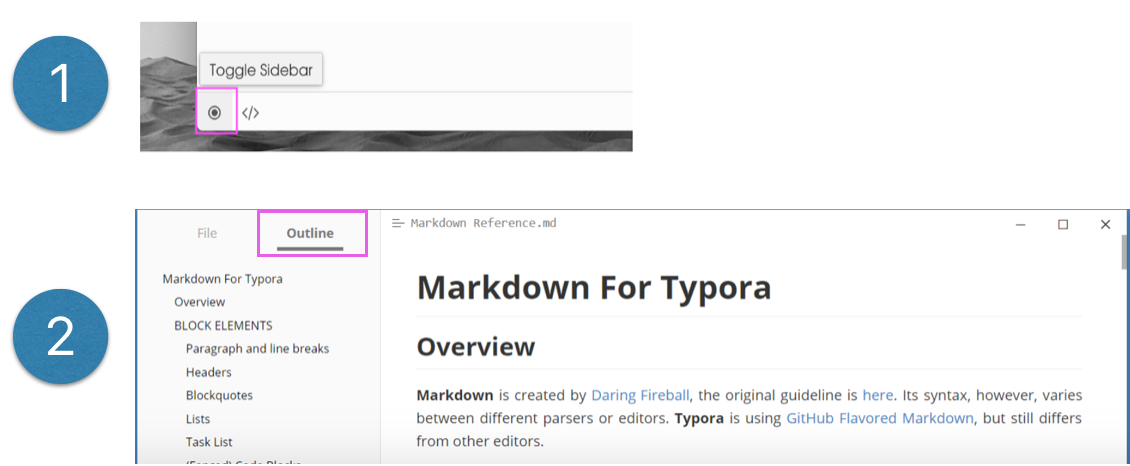 1
Toggle Sidebar
</>
2
File
Outline
Markdown For Typora
Overview
BLOCK ELEMENTS
Paragraph and line breaks
Headers
Blockquotes
Lists
Task List
(Fenced) Code Blocks
Markdown Reference.md
Markdown For Typora
Overview
Markdown is created by Daring Fireball, the original guideline is here. Its syntax, however, varies
between different parsers or editors. Typora is using GitHub Flavored Markdown, but still differs
from other editors.